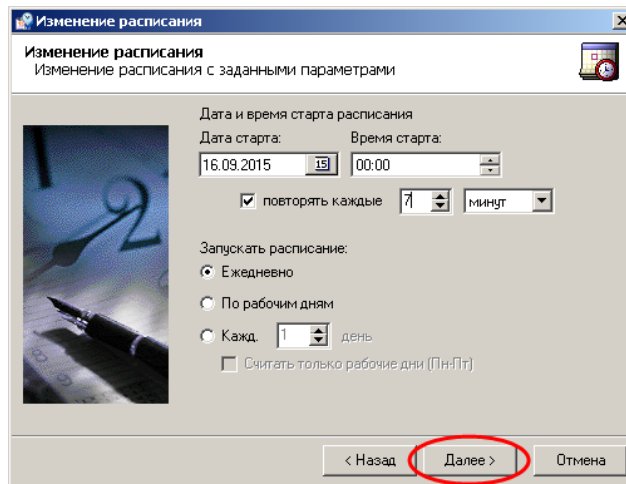 Изменение расписания
Изменение расписания
Изменение расписания с заданными параметрами
Дата и время старта расписания
Дата старта: Время старта:
16.09.2015 15 00:00
повторять каждые 7 минут
Запускать расписание:
Ежедневно
По рабочим дням
Кажд. 1 день
Считать только рабочие дни (Пн-Пт)
< Назад Далее > Отмена
2